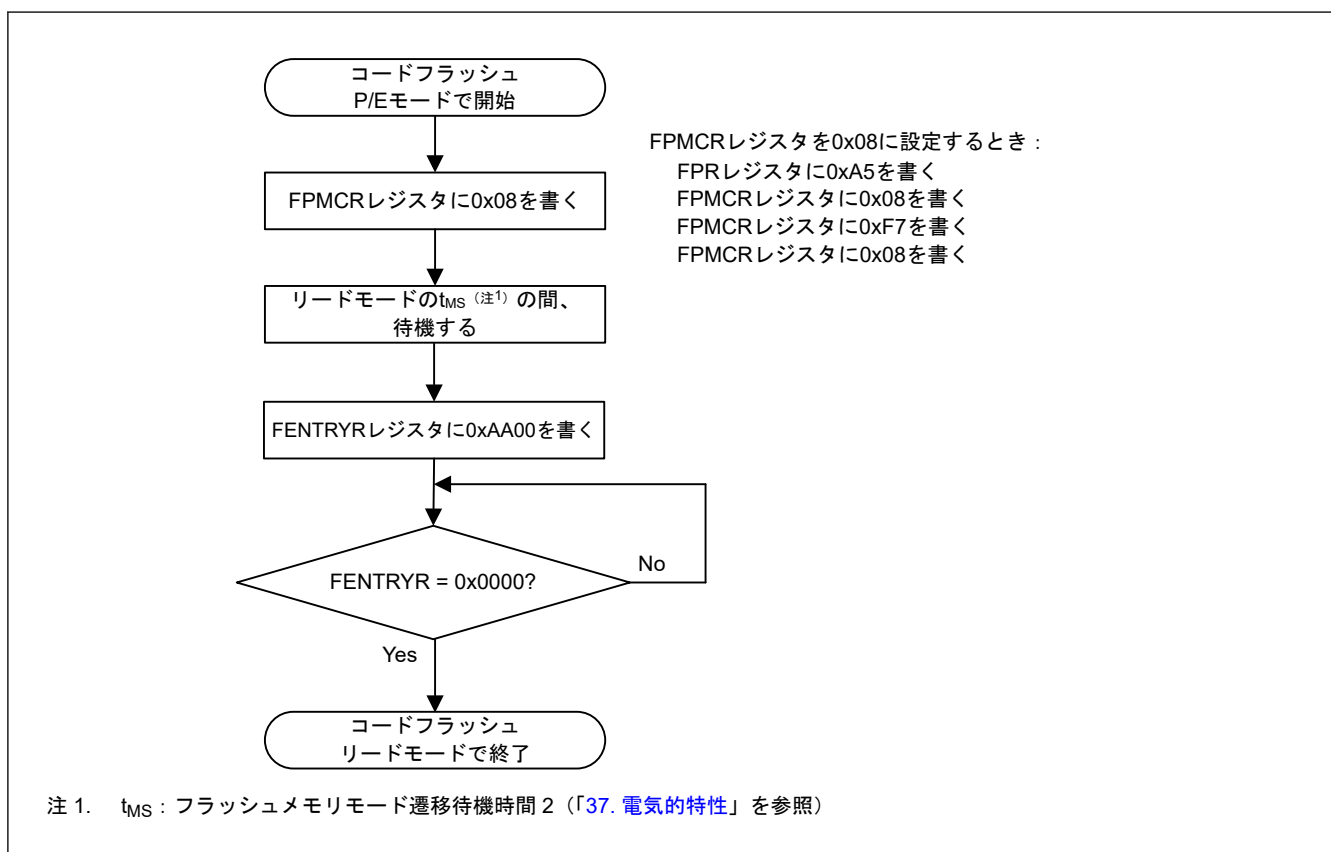 コードフラッシュ
P/Eモードで開始
FPMCRレジスタを0x08に設定するとき：
FPRレジスタに0xA5を書く
FPMCRレジスタに0x08を書く
FPMCRレジスタに0xF7を書く
FPMCRレジスタに0x08を書く
FPMCRレジスタに0x08を書く
リードモードのtMS（注1）の間、
待機する
FENTRYRレジスタに0xAA00を書く
FENTRYR = 0x0000?
No
Yes
コードフラッシュ
リードモードで終了
注 1. tMS：フラッシュメモリモード遷移待機時間 2（「37. 電気的特性」を参照）